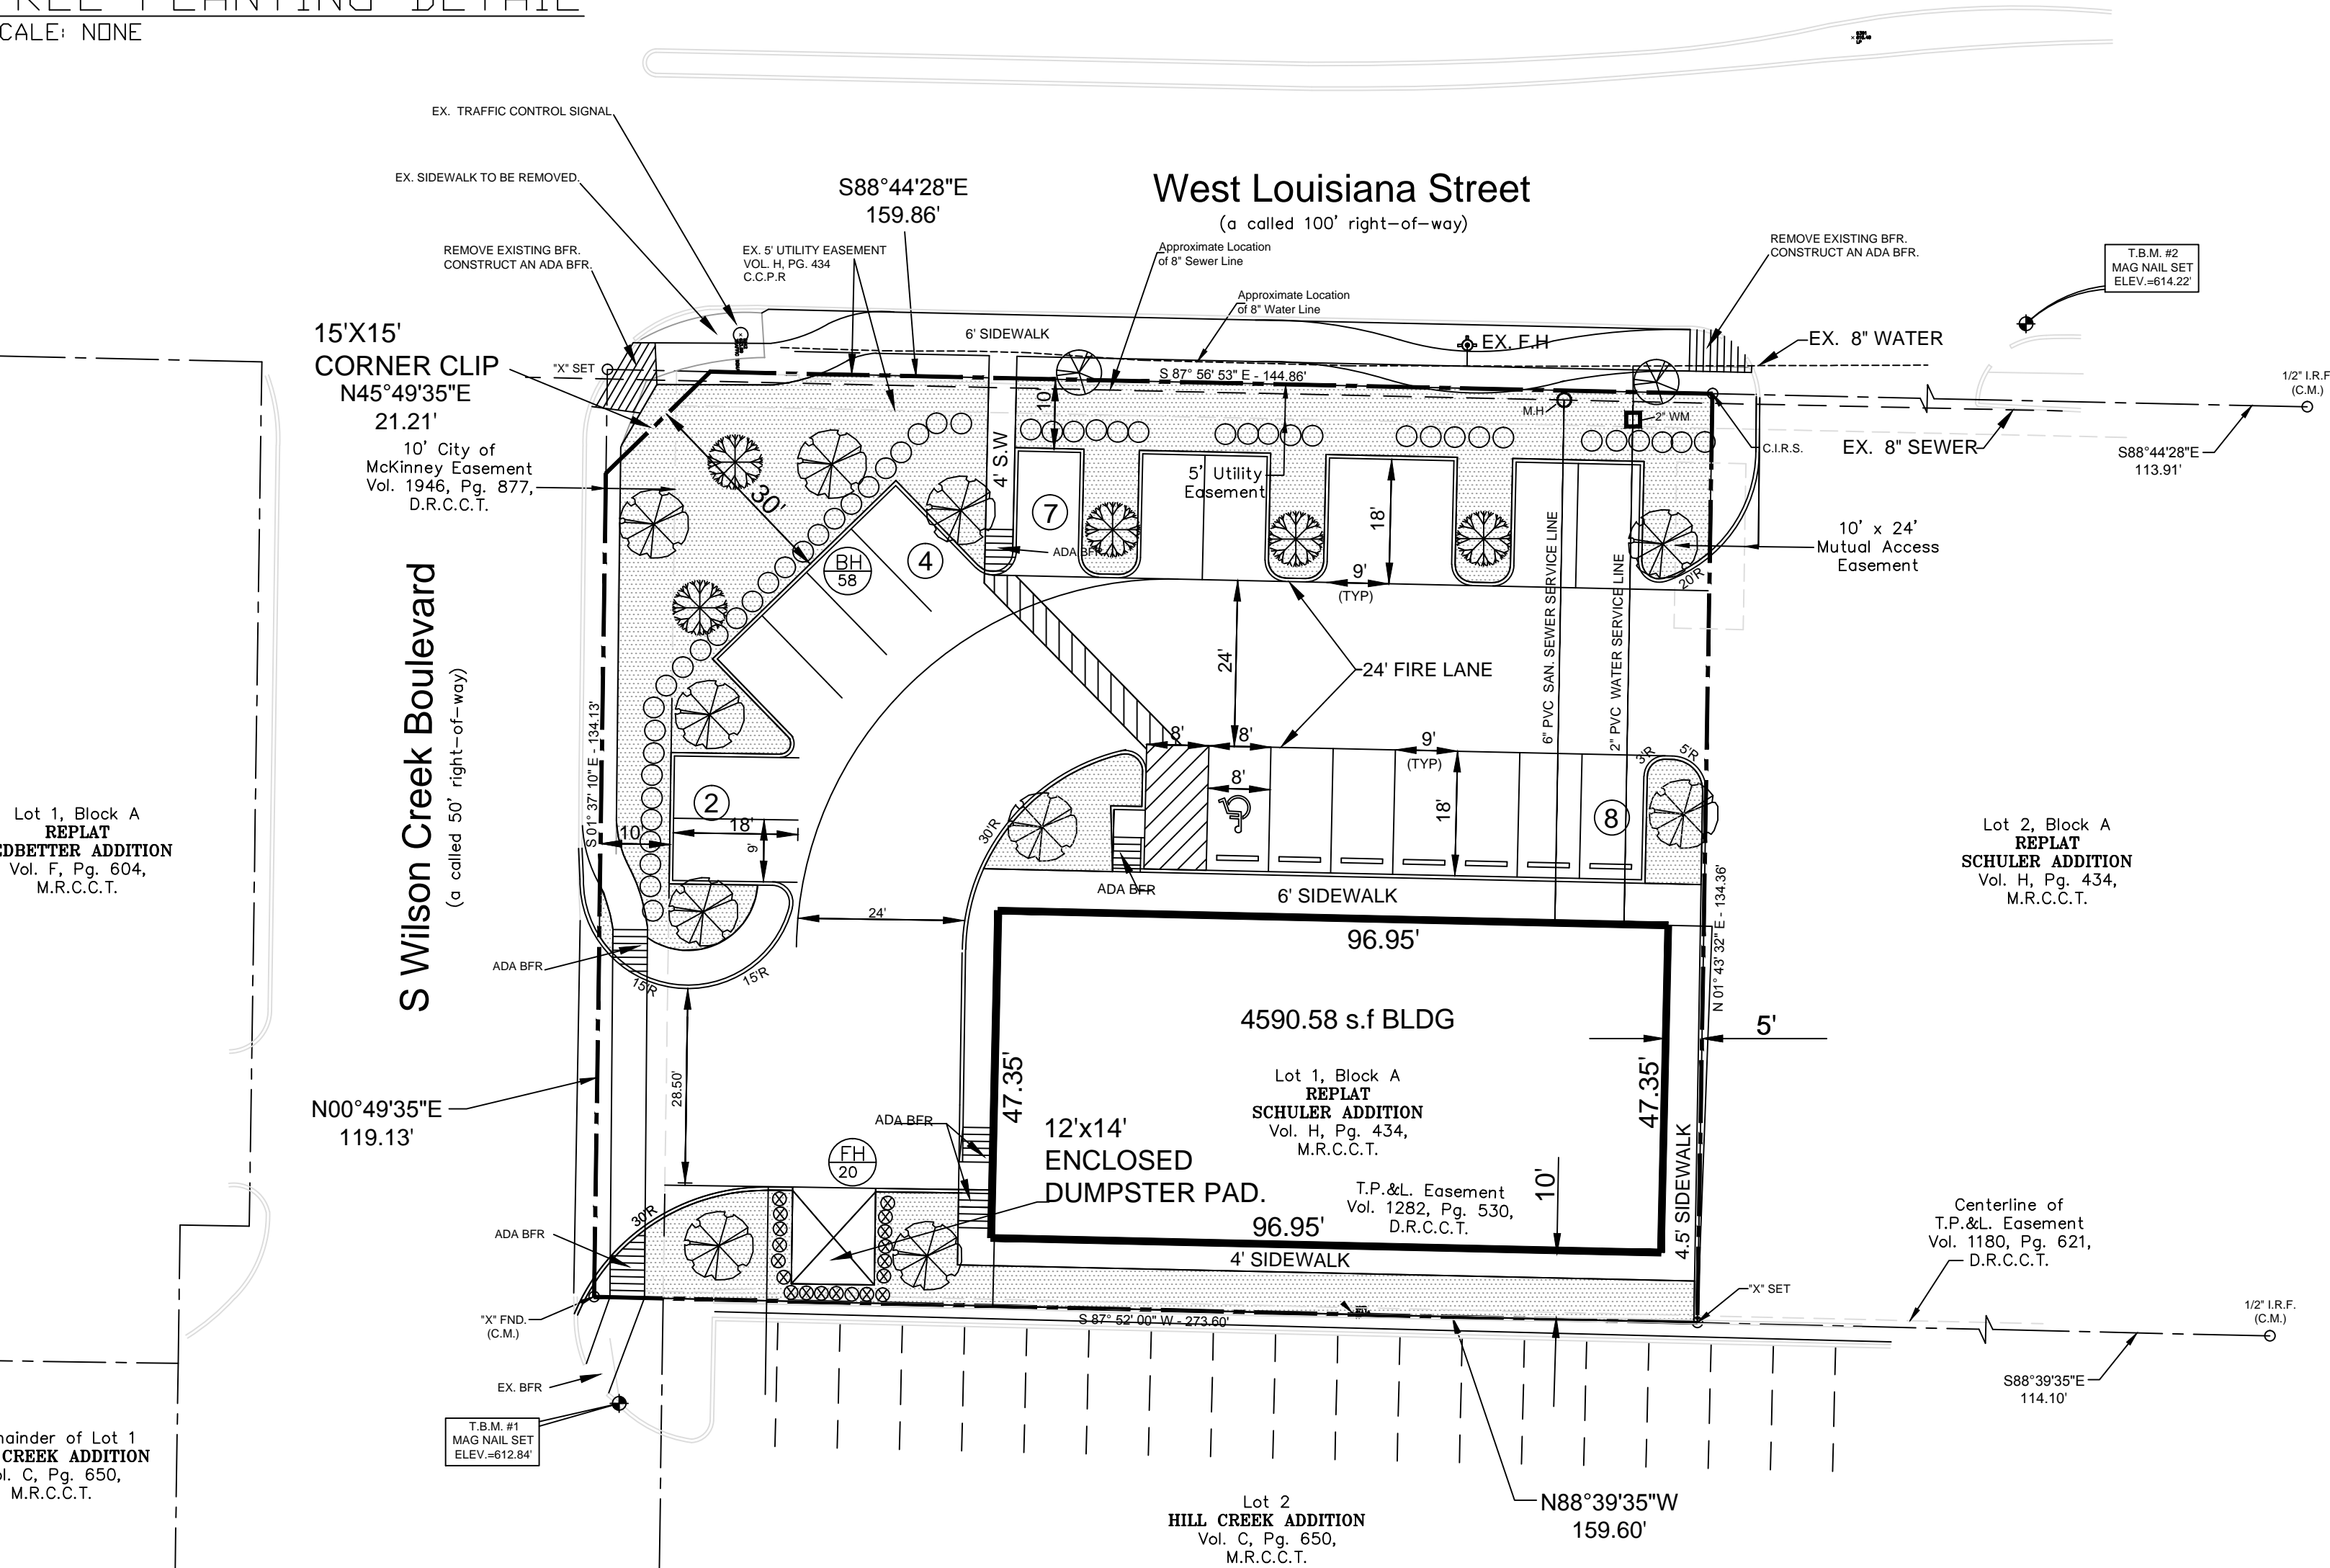 REE PLANTING DETAIL
SCALE: NONE
EX. TRAFFIC CONTROL SIGNAL
EX. SIDEWALK TO BE REMOVED.
REMOVE EXISTING BFR.
CONSTRUCT AN ADA BFR.
S88°44'28"E
159.86'
EX. 5' UTILITY EASEMENT
VOL. H, PG. 434
C.C.P.R
West Louisiana Street
(a called 100' right-of-way)
Approximate Location
of 8" Sewer Line
Approximate Location
of 8" Water Line
REMOVE EXISTING BFR.
CONSTRUCT AN ADA BFR.
T.B.M. #2
MAG NAIL SET
ELEV.=614.22'
15'X15'
CORNER CLIP
N45°49'35"E
21.21'
"X" SET
6' SIDEWALK
EX. F.H
EX. 8" WATER
1/2" I.R.F
(C.M.)
S 87° 56' 53" E - 144.86'
M.H
2" WM
C.I.R.S.
EX. 8" SEWER
S88°44'28"E
113.91'
10' City of
McKinney Easement
Vol. 1946, Pg. 877,
D.R.C.C.T.
10'
4' S.W
30'
5' Utility
Easement
7
4
BH
58
ADA BFR
18'
9'
(TYP)
20'R
10' x 24'
Mutual Access
Easement
6" PVC SAN. SEWER SERVICE LINE
2" PVC WATER SERVICE LINE
24'
24' FIRE LANE
S Wilson Creek Boulevard
(a called 50' right-of-way)
S 01° 37' 10" E - 134.13'
8'
8'
9'
(TYP)
3'R
5'R
8'
18'
2
18'
9'
10'
30'R
8
ADA BFR
6' SIDEWALK
Lot 1, Block A
REPLAT
EDBETTER ADDITION
Vol. F, Pg. 604,
M.R.C.C.T.
Lot 2, Block A
REPLAT
SCHULER ADDITION
Vol. H, Pg. 434,
M.R.C.C.T.
24'
96.95'
N 01° 43' 32" E - 134.36'
ADA BFR
15'R
15'R
4590.58 s.f BLDG
5'
28.50'
47.35'
47.35'
Lot 1, Block A
REPLAT
SCHULER ADDITION
Vol. H, Pg. 434,
M.R.C.C.T.
N00°49'35"E
119.13'
ADA BFR
12'x14'
ENCLOSED
DUMPSTER PAD.
FH
20
T.P.&L. Easement
Vol. 1282, Pg. 530,
D.R.C.C.T.
10'
4.5' SIDEWALK
96.95'
4' SIDEWALK
30'R
ADA BFR
Centerline of
T.P.&L. Easement
Vol. 1180, Pg. 621,
D.R.C.C.T.
"X" SET
"X" FND.
(C.M.)
S 87° 52' 00" W - 273.60'
1/2" I.R.F.
(C.M.)
EX. BFR
S88°39'35"E
114.10'
T.B.M. #1
MAG NAIL SET
ELEV.=612.84'
ainder of Lot 1
CREEK ADDITION
ol. C, Pg. 650,
M.R.C.C.T.
Lot 2
HILL CREEK ADDITION
Vol. C, Pg. 650,
M.R.C.C.T.
N88°39'35"W
159.60'